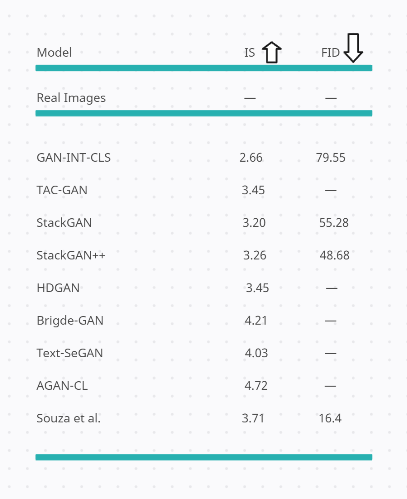 Model IS FID
Real Images — —
GAN-INT-CLS 2.66 79.55
TAC-GAN 3.45 —
StackGAN 3.20 55.28
StackGAN++ 3.26 48.68
HDGAN 3.45 —
Brigde-GAN 4.21 —
Text-SeGAN 4.03 —
AGAN-CL 4.72 —
Souza et al. 3.71 16.4